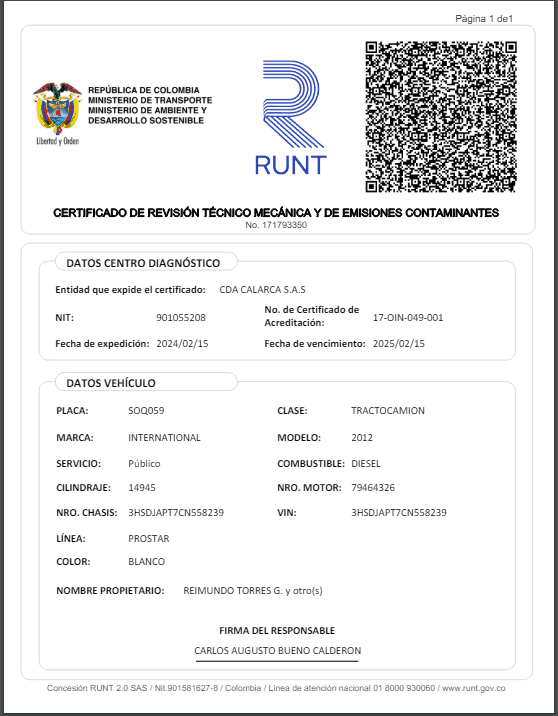 Página 1 de1
REPÚBLICA DE COLOMBIA
MINISTERIO DE TRANSPORTE
MINISTERIO DE AMBIENTE Y
DESARROLLO SOSTENIBLE
Libertad y Orden
RUNT
CERTIFICADO DE REVISIÓN TÉCNICO MECÁNICA Y DE EMISIONES CONTAMINANTES
No. 171793350
DATOS CENTRO DIAGNÓSTICO
Entidad que expide el certificado: CDA CALARCA S.A.S
NIT: 901055208 No. de Certificado de Acreditación: 17-OIN-049-001
Fecha de expedición: 2024/02/15 Fecha de vencimiento: 2025/02/15
DATOS VEHÍCULO
PLACA: SOQ059 CLASE: TRACTOCAMION
MARCA: INTERNATIONAL MODELO: 2012
SERVICIO: Público COMBUSTIBLE: DIESEL
CILINDRAJE: 14945 NRO. MOTOR: 79464326
NRO. CHASIS: 3HSDJAPT7CN558239 VIN: 3HSDJAPT7CN558239
LÍNEA: PROSTAR
COLOR: BLANCO
NOMBRE PROPIETARIO: REIMUNDO TORRES G. y otro(s)
FIRMA DEL RESPONSABLE
CARLOS AUGUSTO BUENO CALDERON
Concesión RUNT 2.0 SAS / Nit.901581627-8 / Colombia / Línea de atención nacional 01 8000 930060 / www.runt.gov.co